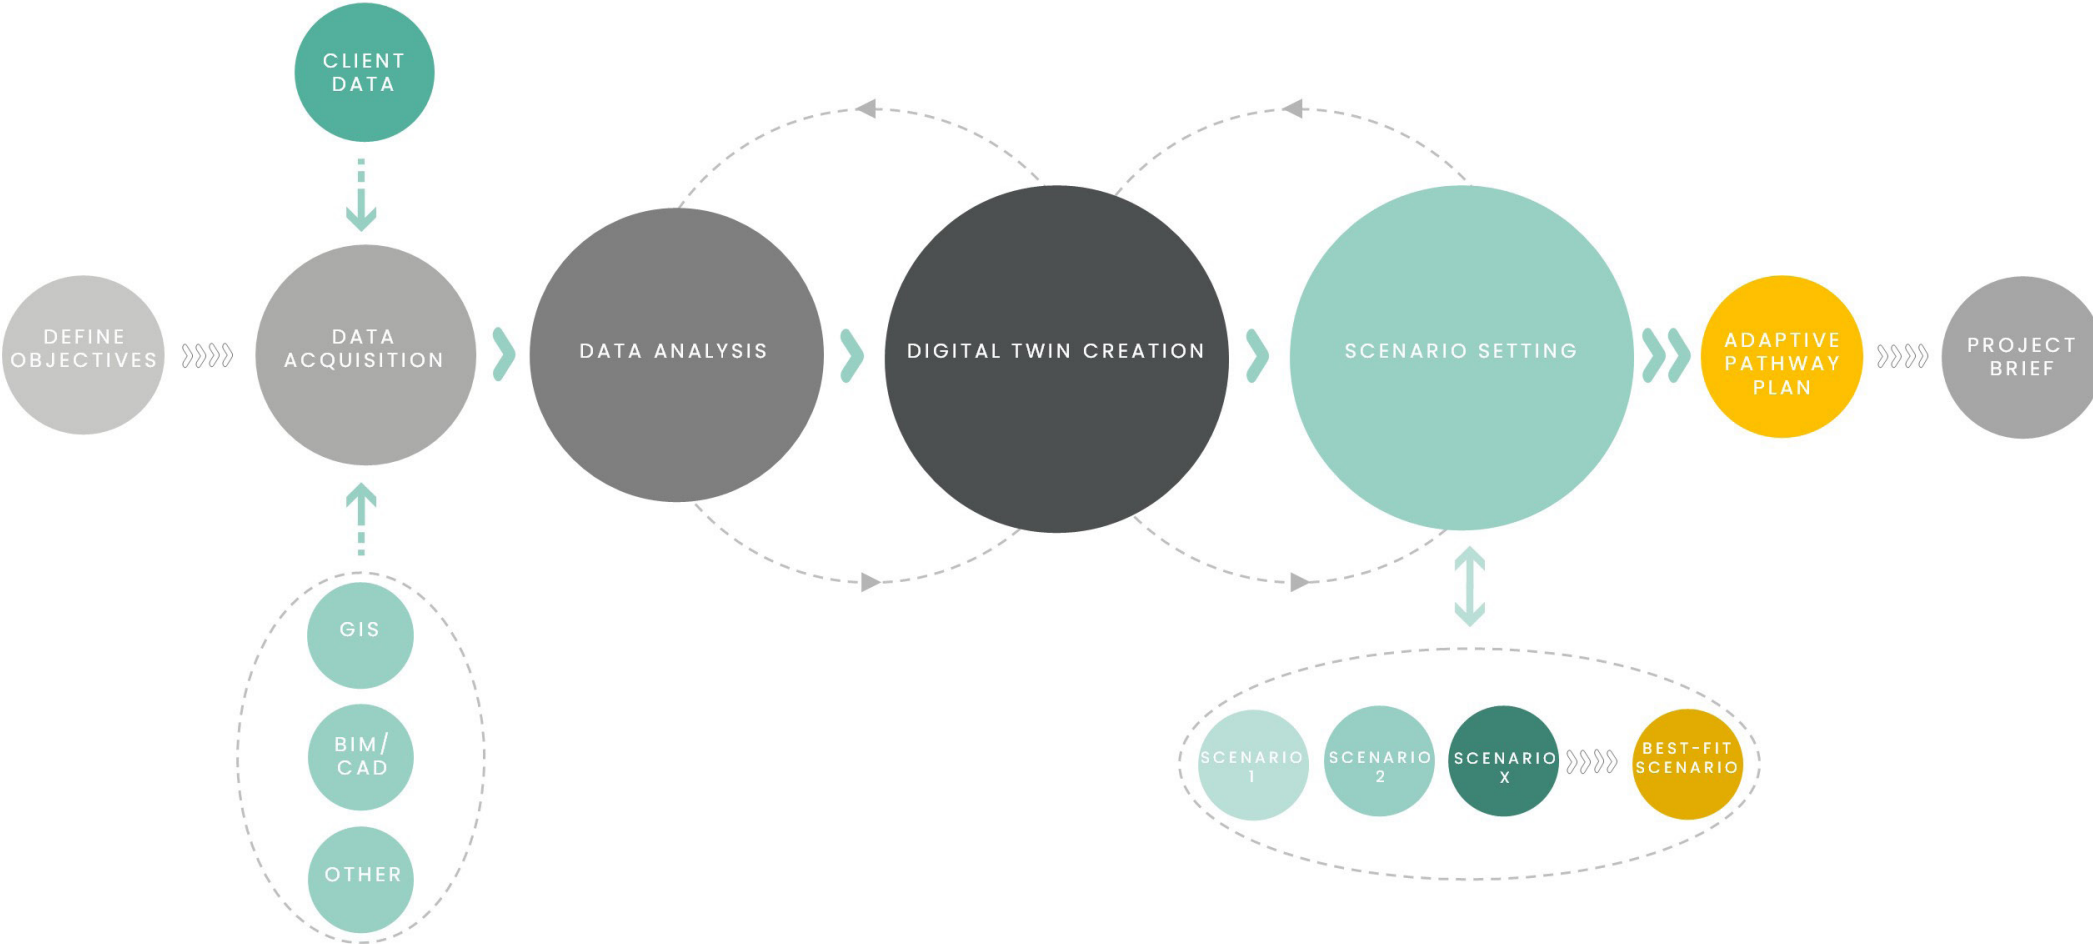 CLIENT
DATA
DEFINE
OBJECTIVES
DATA
ACQUISITION
DATA ANALYSIS
DIGITAL TWIN CREATION
SCENARIO SETTING
ADAPTIVE
PATHWAY
PLAN
PROJECT
BRIEF
GIS
BIM/
CAD
OTHER
SCENARIO
1
SCENARIO
2
SCENARIO
X
BEST-FIT
SCENARIO